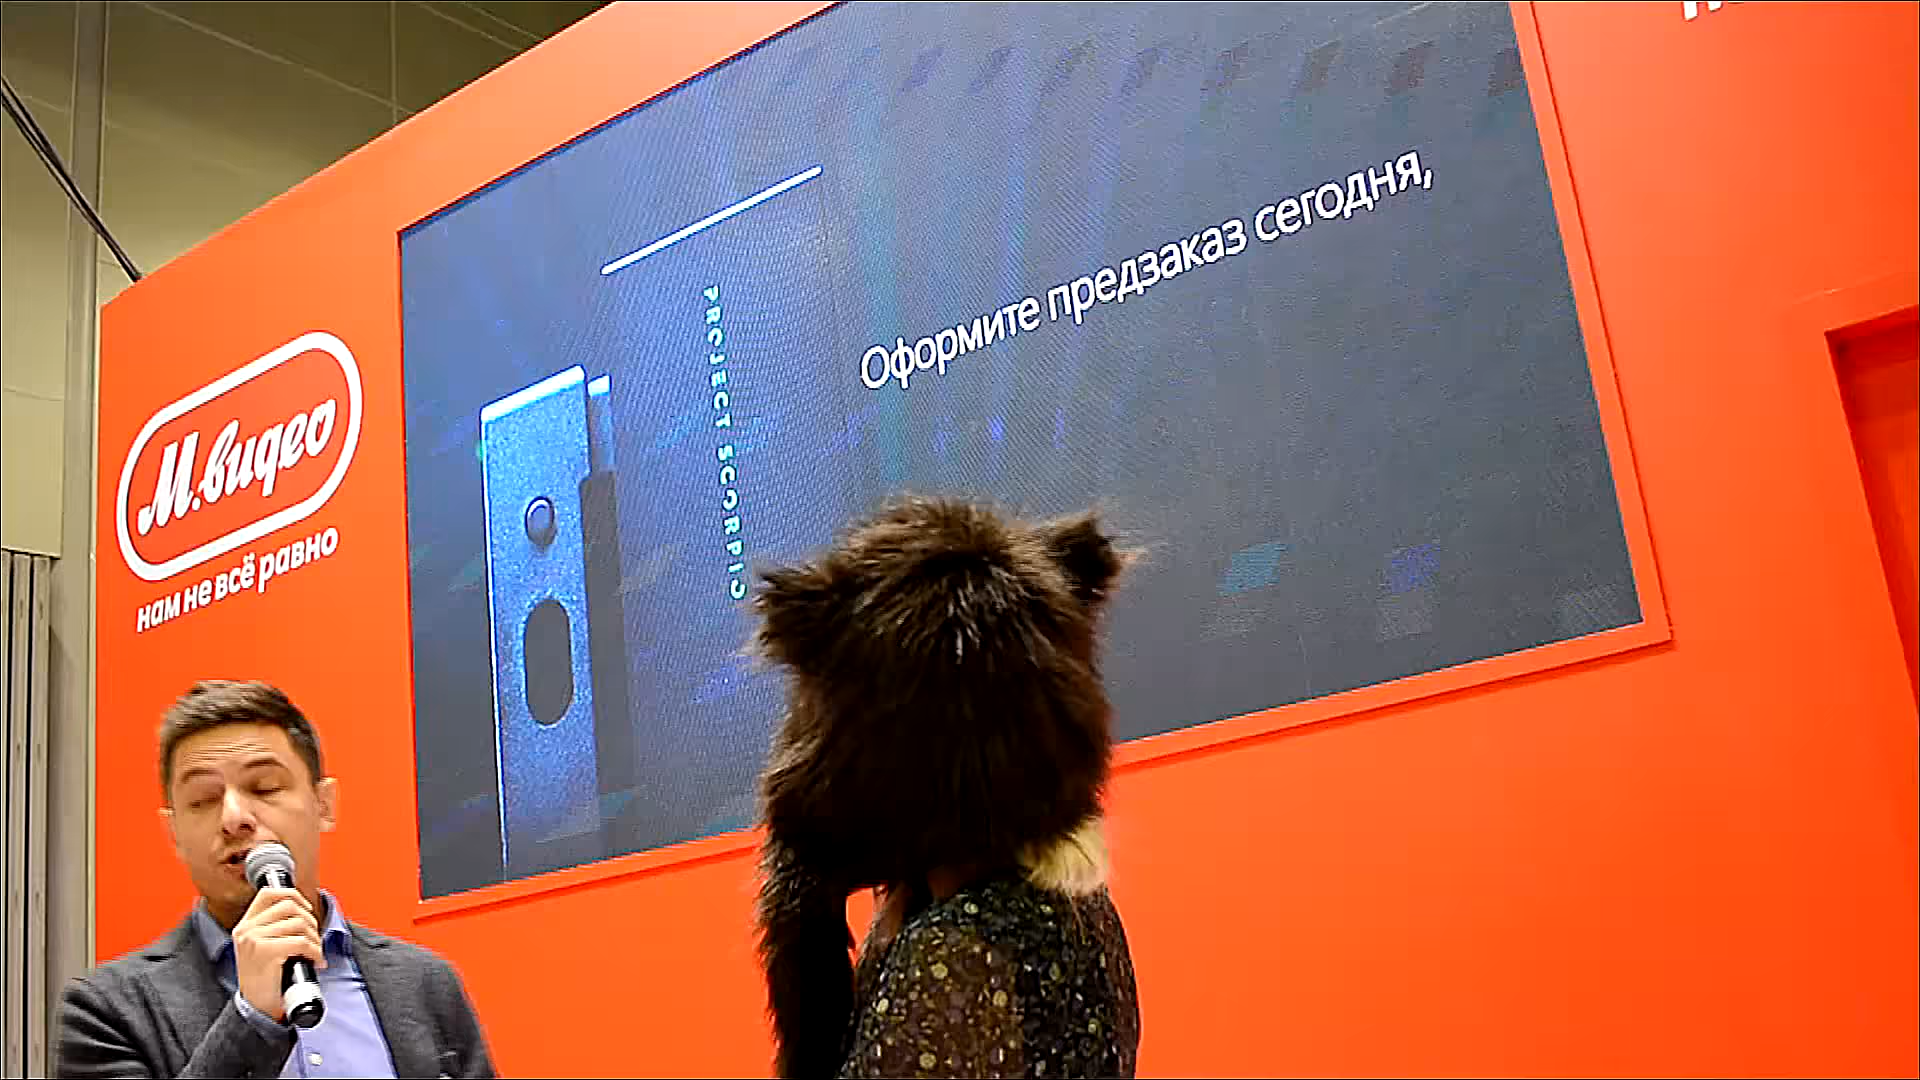 Оформите предзаказ сегодня,
PROJECT SCORPIO
М.видео
нам не всё равно